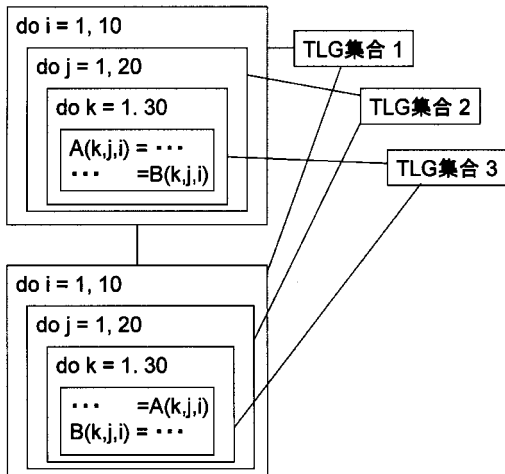 do i = 1, 10
do j = 1, 20
do k = 1. 30
A(k,j,i) = ・・・
・・・ =B(k,j,i)
TLG集合 1
TLG集合 2
TLG集合 3
do i = 1, 10
do j = 1, 20
do k = 1. 30
・・・ =A(k,j,i)
B(k,j,i) = ・・・